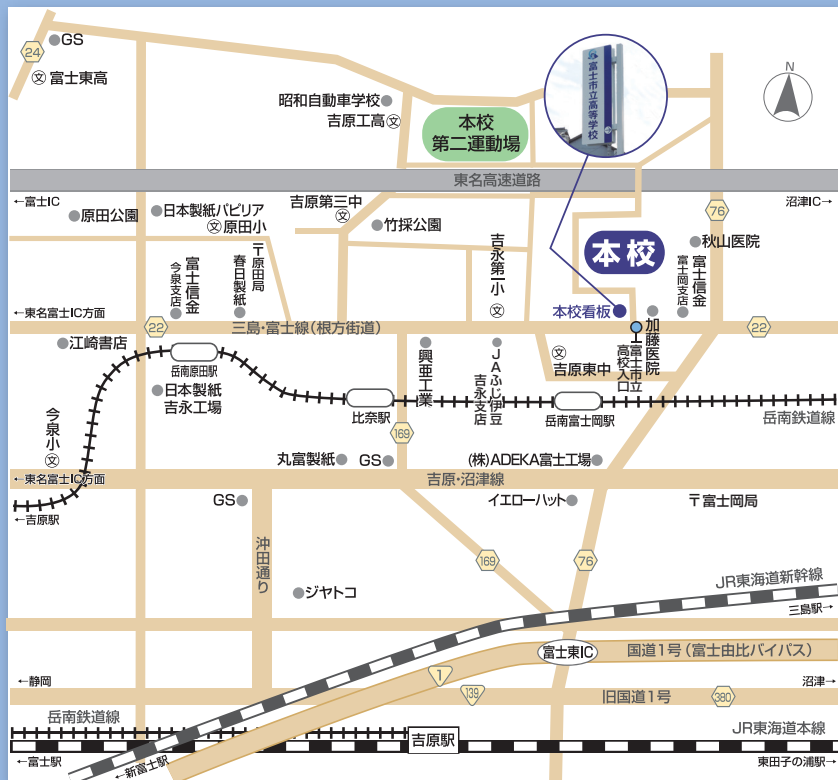 GS
24
文 富士東高
昭和自動車学校
吉原工高 文
本校
第二運動場
富士市立高等学校
N
東名高速道路
←富士IC
沼津IC→
原田公園
日本製紙パピリア
文 原田小
吉原第三中
文
竹採公園
76
秋山医院
〒原田局
春日製紙
富士信金
今泉支店
吉永第一小
文
本校
富士信金
富士岡支店
本校看板
加藤医院
←東名富士IC方面
22
三島・富士線(根方街道)
22
富士市立
高校入口
江崎書店
岳南原田駅
日本製紙
吉永工場
興亜工業
JAふじ伊豆
吉永支店
文
吉原東中
比奈駅
岳南富士岡駅
岳南鉄道線
今泉小
文
169
丸富製紙
GS
(株)ADEKA富士工場
←東名富士IC方面
吉原・沼津線
←吉原駅
GS
イエローハット
〒富士岡局
沖田通り
169
76
ジヤトコ
JR東海道新幹線
三島駅→
富士東IC
国道1号(富士由比バイパス)
←静岡
1
139
旧国道1号
380
沼津→
岳南鉄道線
吉原駅
JR東海道本線
←富士駅
←新富士駅
東田子の浦駅→